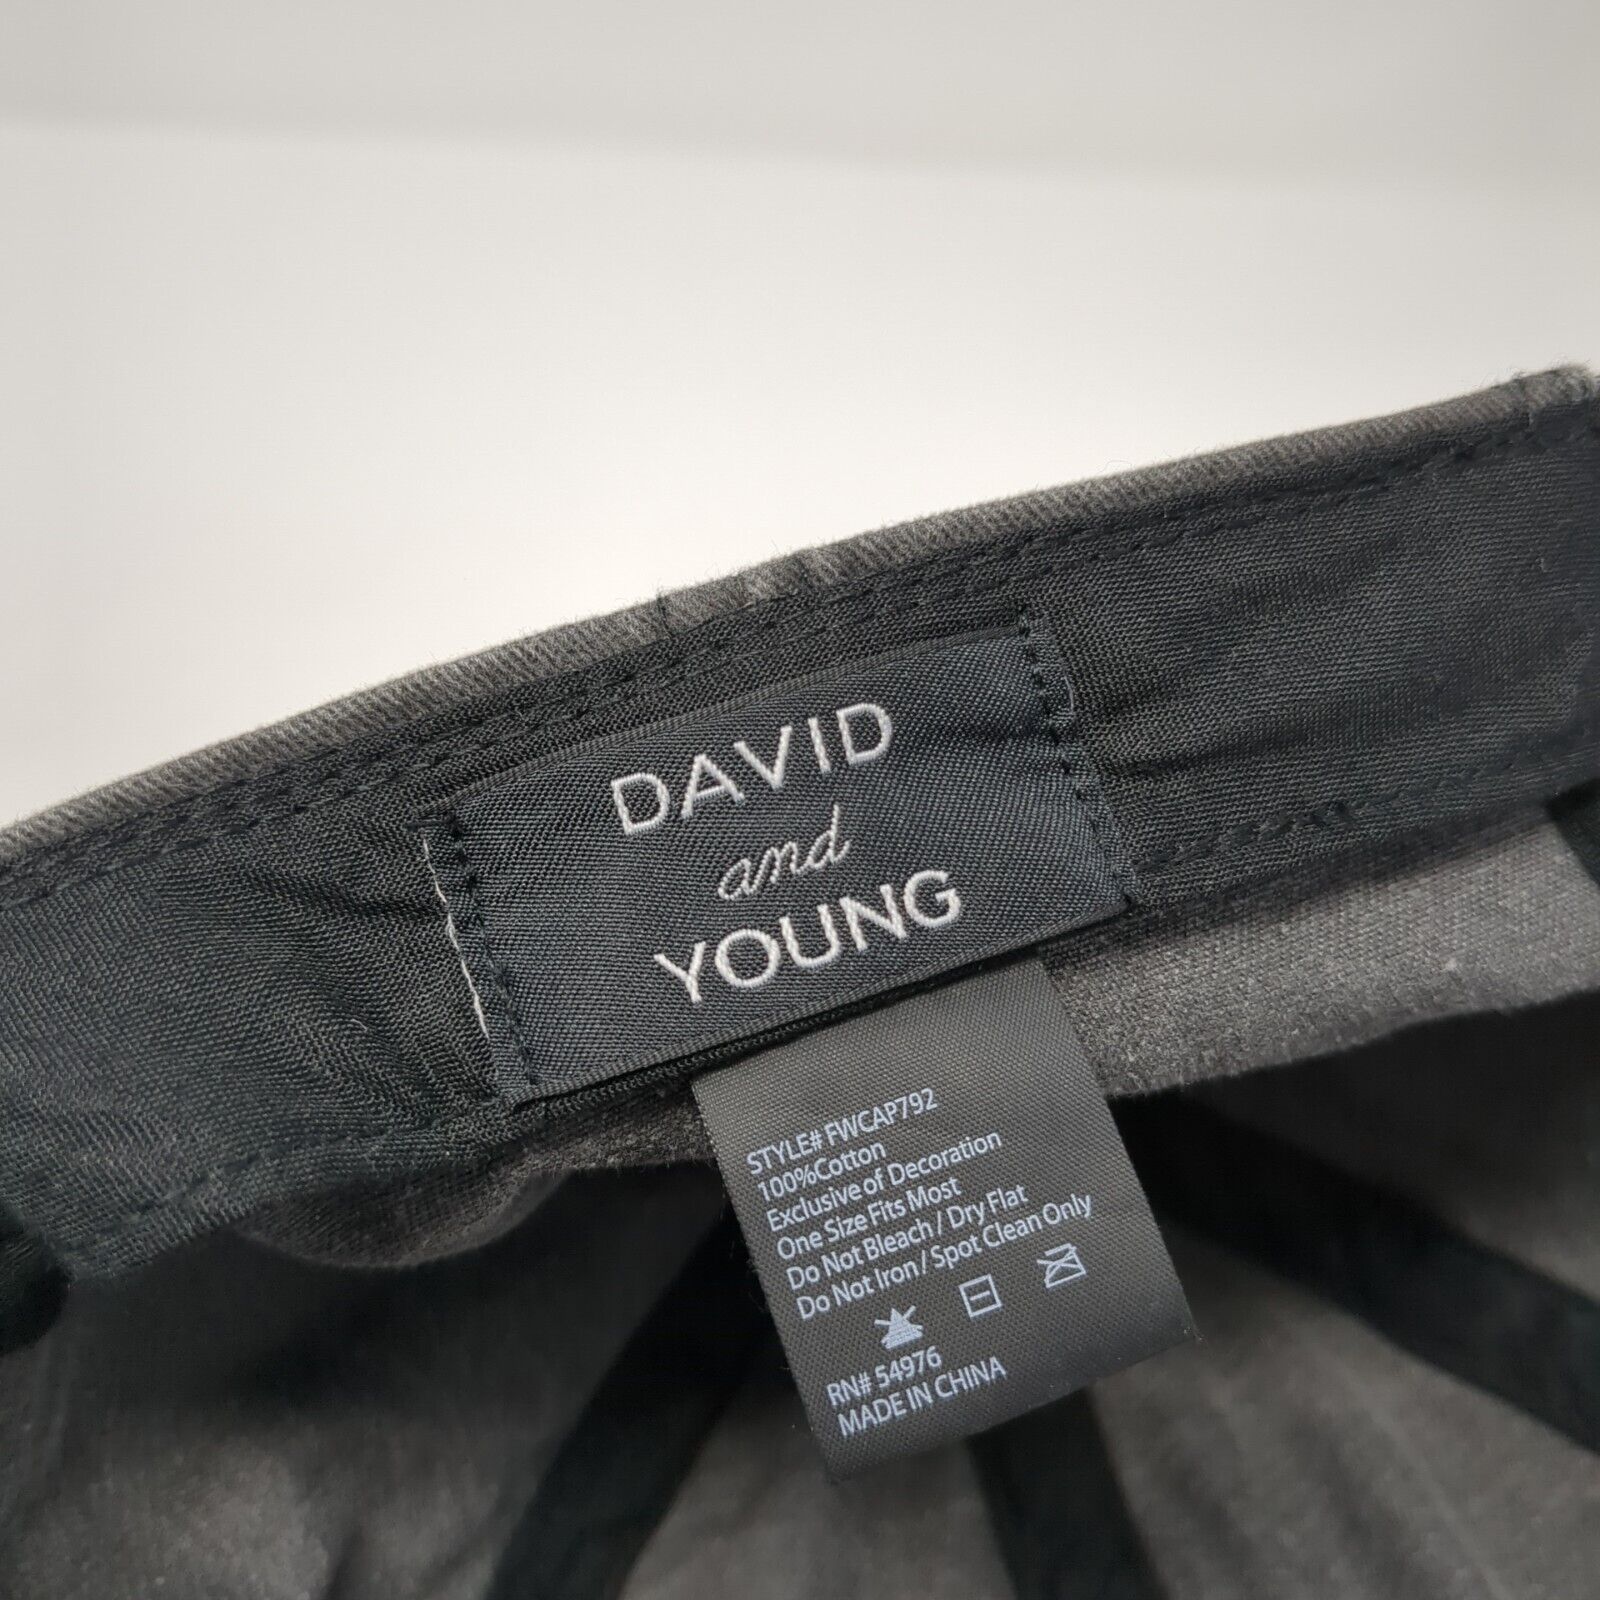 DAVID
and
YOUNG
STYLE# FWCAP792
100%Cotton
Exclusive of Decoration
One Size Fits Most
Do Not Bleach / Dry Flat
Do Not Iron / Spot Clean Only
RN# 54976
MADE IN CHINA